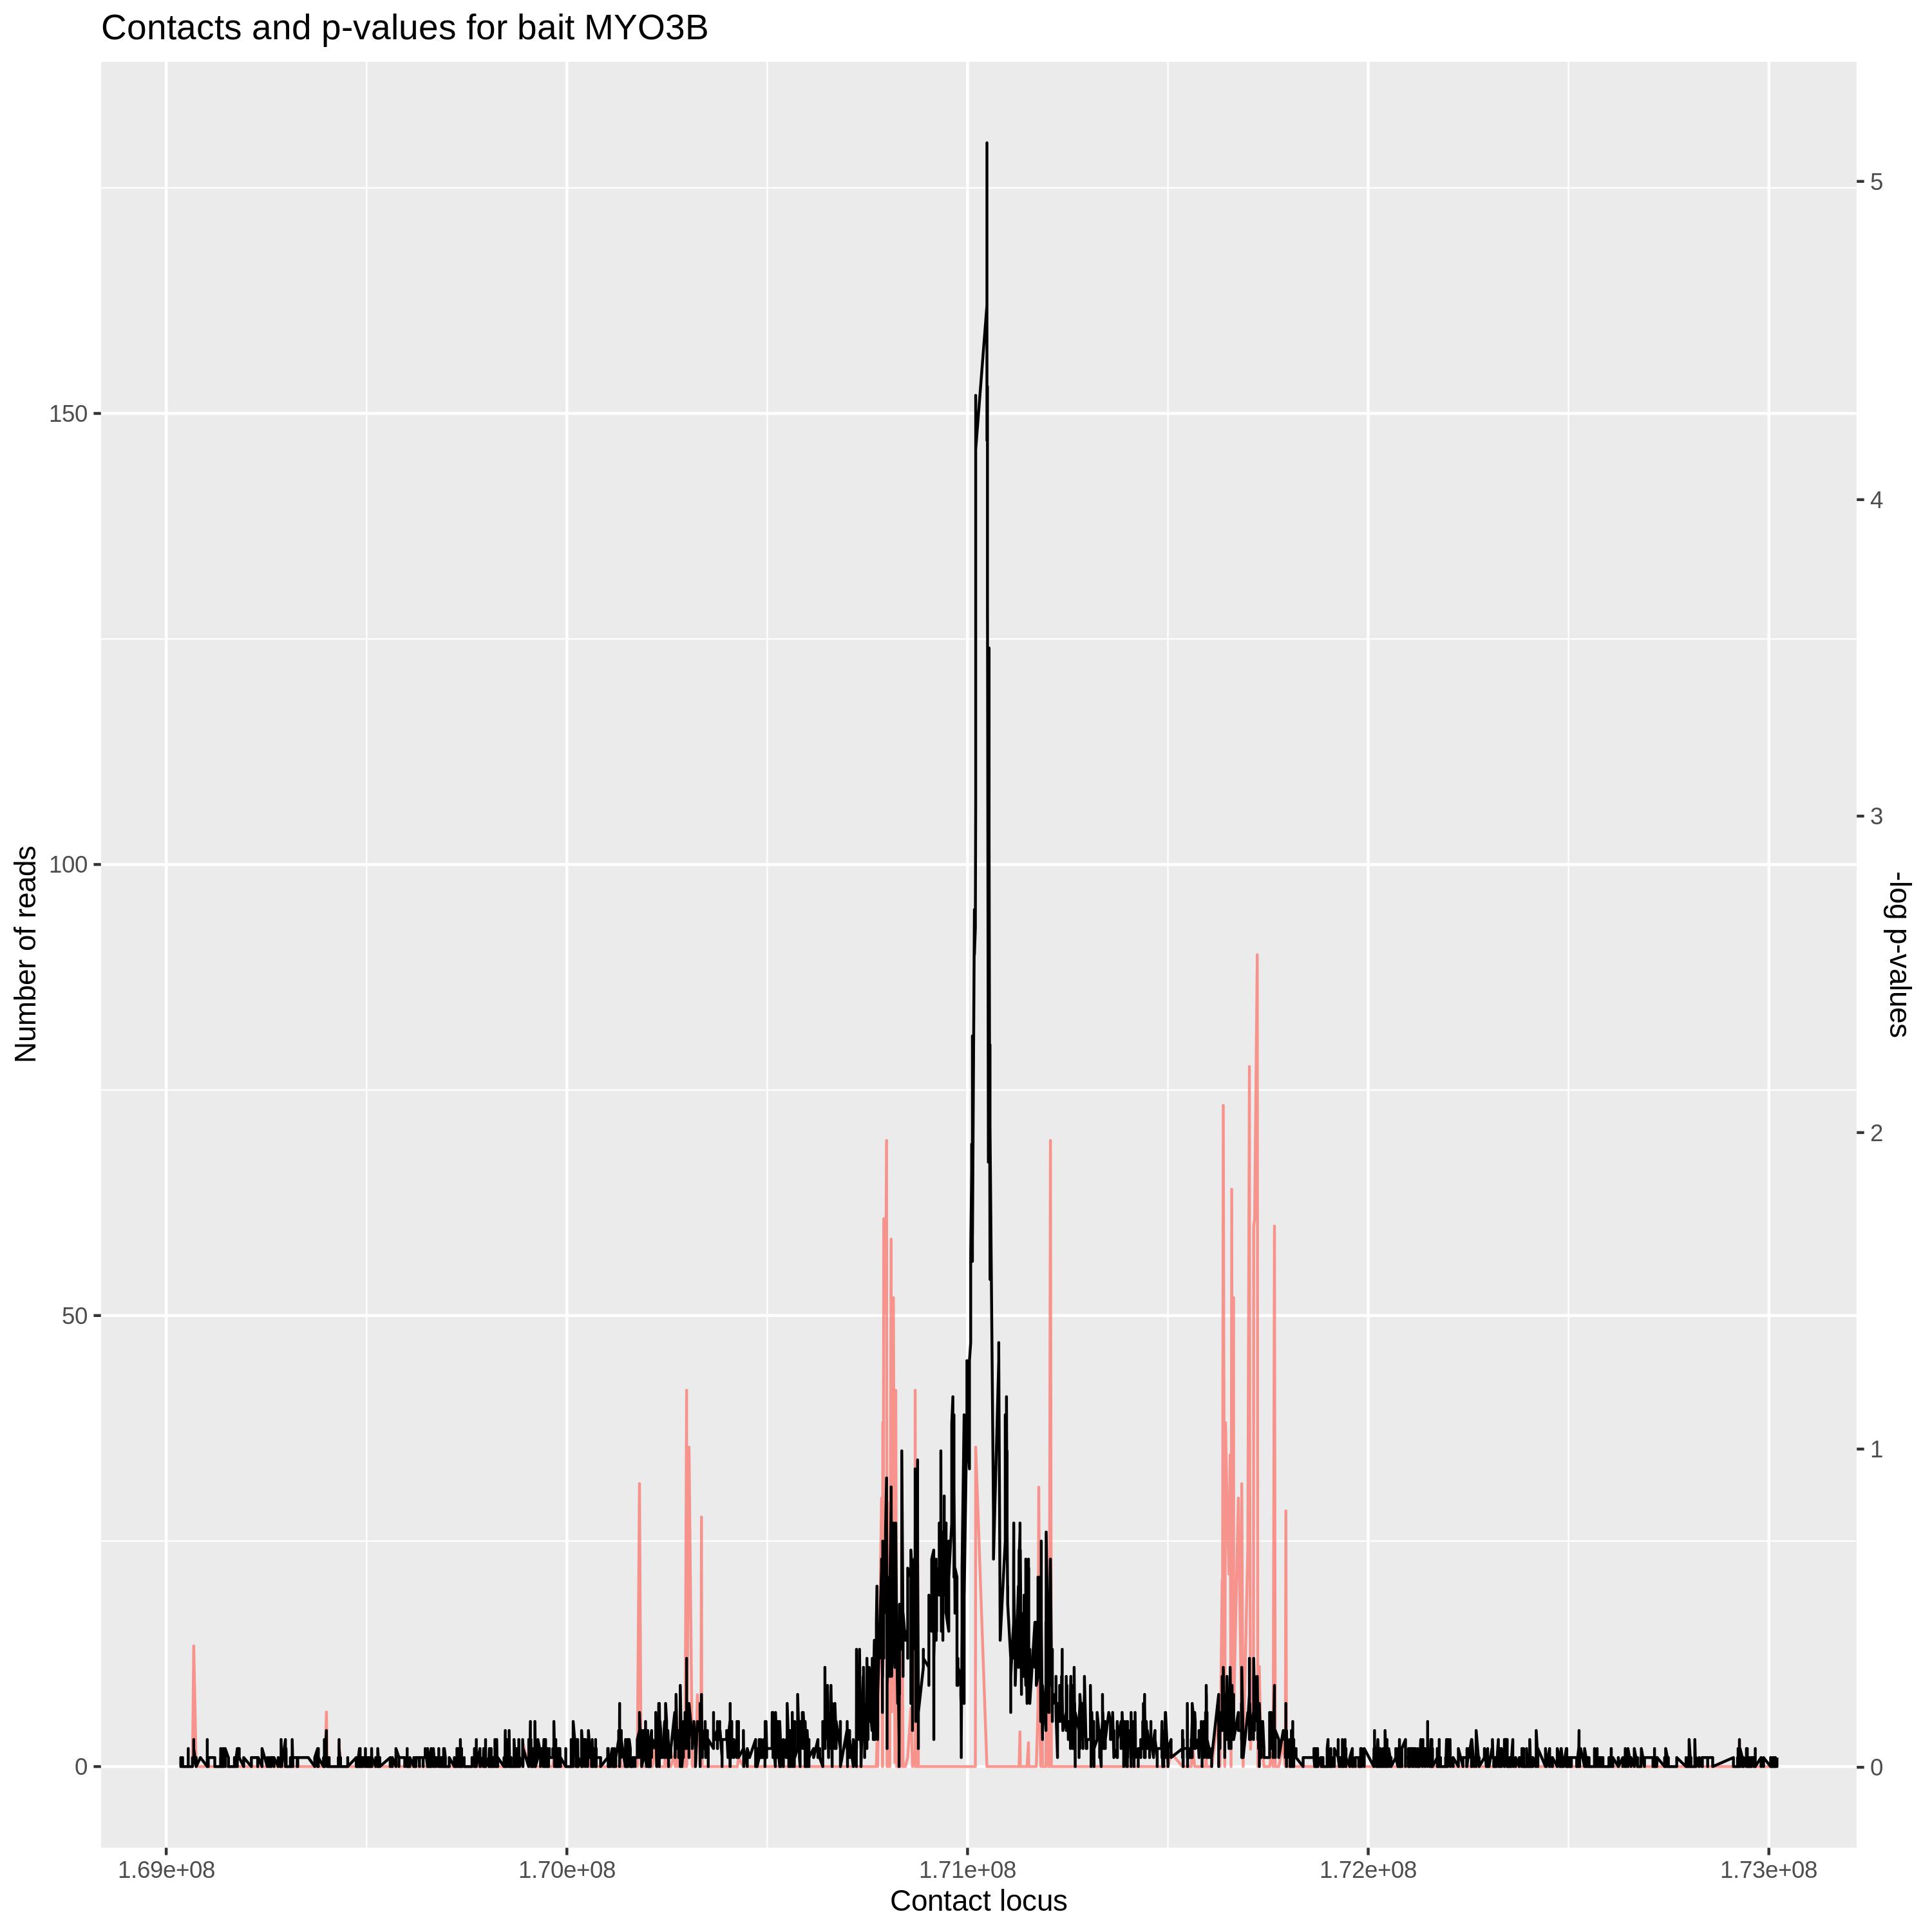 Contacts and p-values for bait MYO3B
Number of reads
150
100
50
0
5
4
3
2
1
0
-log p-values
1.69e+08
1.70e+08
1.71e+08
1.72e+08
1.73e+08
Contact locus